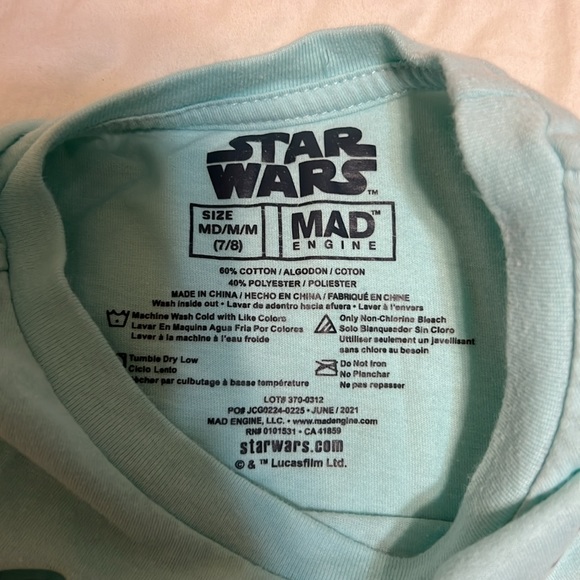 STAR
WARS™
SIZE
MD/M/M
(7/8)
MAD™
ENGINE
60% COTTON / ALGODON / COTON
40% POLYESTER / POLIESTER
MADE IN CHINA / HECHO EN CHINA / FABRIQUÉ EN CHINE
Wash inside out • Lavar de adentro hacia afuera • Lavar à l'envers
Machine Wash Cold with Like Colors
Lavar En Maquina Agua Fria Por Colores
Laver à la machine à l'eau froide
Only Non-Chlorine Bleach
Solo Blanqueador Sin Cloro
Utiliser seulement un javellisant
sans chlore au besoin
Tumble Dry Low
Ciclo Lento
sécher par culbutage à basse température
Do Not Iron
No Planchar
Ne pas repasser
LOT# 370-0312
PO# JCG0224-0225 • JUNE / 2021
MAD ENGINE, LLC. • www.madengine.com
RN# 0101531 • CA 41859
starwars.com
© & ™ Lucasfilm Ltd.